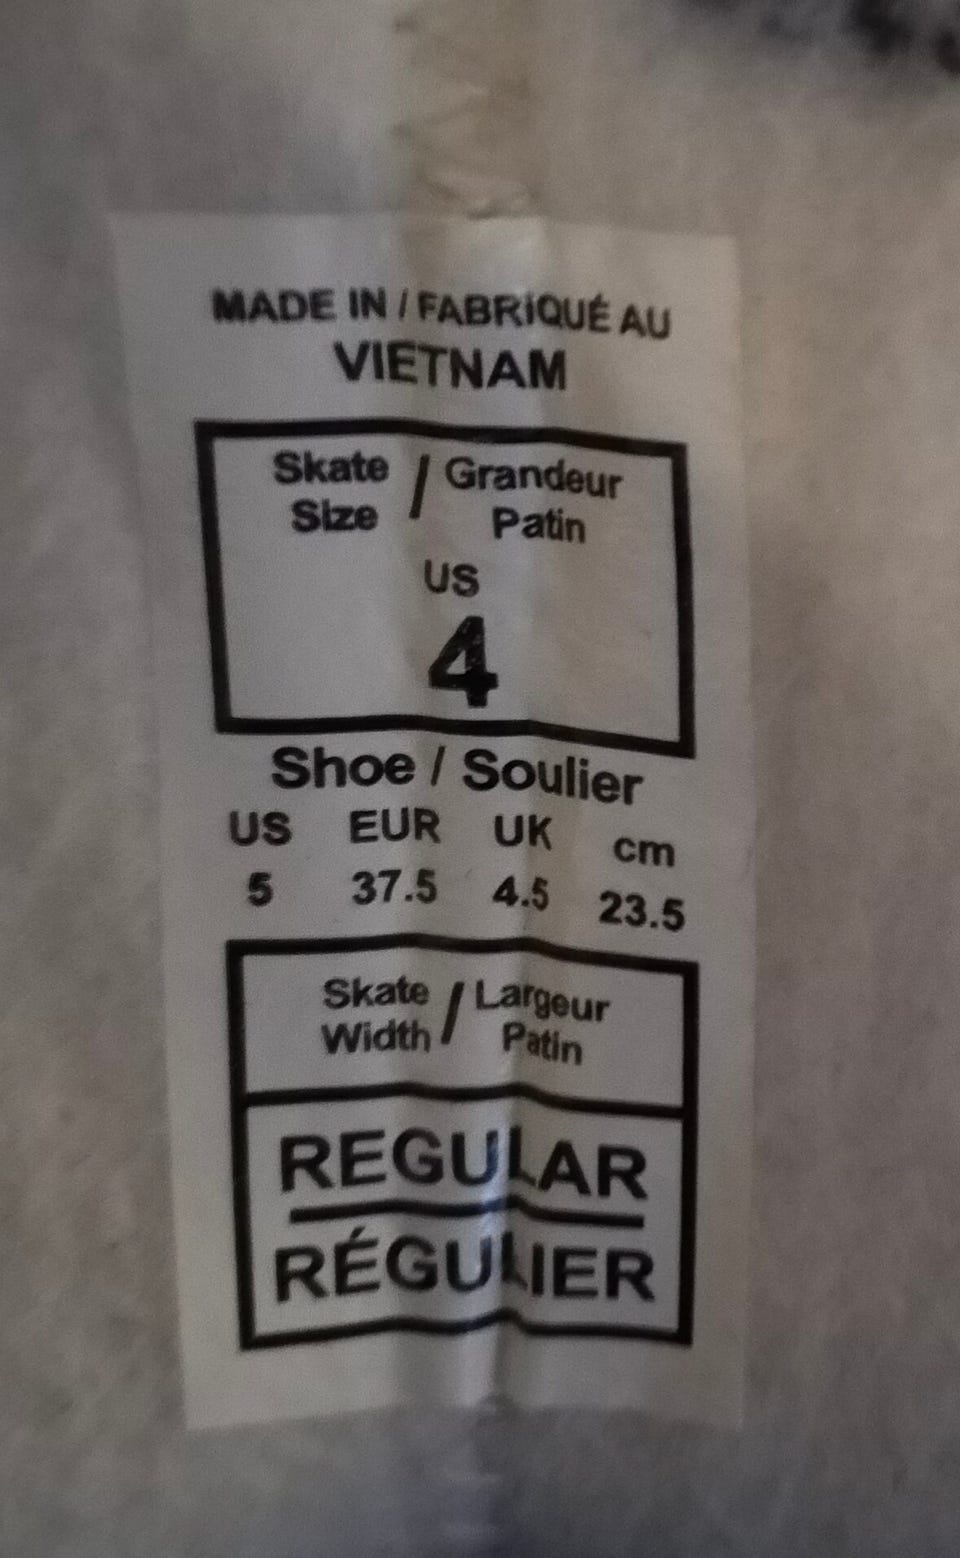 MADE IN / FABRIQUÉ AU
VIETNAM
Skate / Grandeur
Size Patin
US
4
Shoe / Soulier
US EUR UK cm
5 37.5 4.5 23.5
Skate / Largeur
Width Patin
REGULAR
RÉGULIER